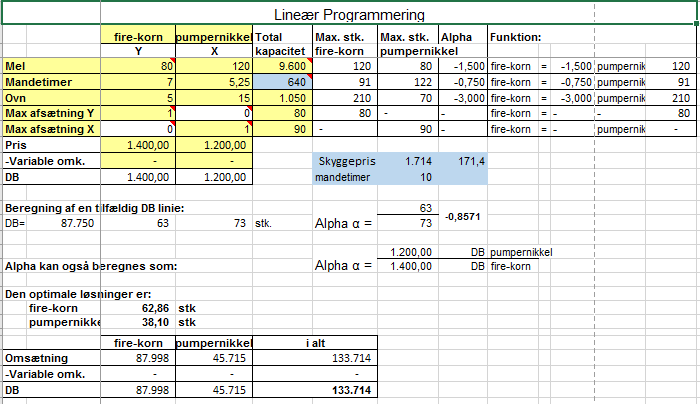 Lineær Programmering
fire-korn pumpernikkel Total Max. stk. Max. stk. Alpha Funktion:
Y X kapacitet fire-korn pumpernikkel
Mel 80 120 9.600 120 80 -1,500 fire-korn = -1,500 pumpernik 120
Mandetimer 7 5,25 640 91 122 -0,750 fire-korn = -0,750 pumpernik 91
Ovn 5 15 1.050 210 70 -3,000 fire-korn = -3,000 pumpernik 210
Max afsætning Y 1 0 80 80 - - fire-korn = - - 80
Max afsætning X 0 1 90 - 90 - fire-korn = - pumpernik -
Pris 1.400,00 1.200,00
-Variable omk. - - Skyggepris 1.714 171,4
DB 1.400,00 1.200,00 mandetimer 10
Beregning af en tilfældig DB linie: 63
DB= 87.750 63 73 stk. Alpha α = 73 -0,8571
1.200,00 DB pumpernikkel
Alpha kan også beregnes som: Alpha α = 1.400,00 DB fire-korn
Den optimale løsninger er:
fire-korn 62,86 stk
pumpernikke 38,10 stk
fire-korn pumpernikkel i alt
Omsætning 87.998 45.715 133.714
-Variable omk. - - -
DB 87.998 45.715 133.714